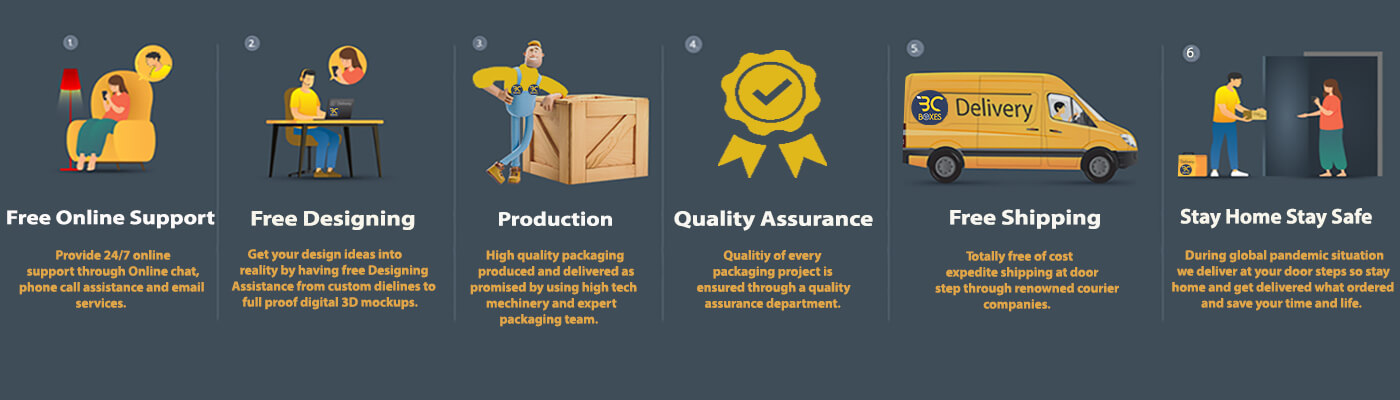 1.
Free Online Support
Provide 24/7 online
support through Online chat,
phone call assistance and email
services.
2.
Free Designing
Get your design ideas into
reality by having free Designing
Assistance from custom dielines to
full proof digital 3D mockups.
3.
Production
High quality packaging
produced and delivered as
promised by using high tech
mechinery and expert
packaging team.
4.
Quality Assurance
Qualitiy of every
packaging project is
ensured through a quality
assurance department.
5.
BC
BOXES
Delivery
Free Shipping
Totally free of cost
expedite shipping at door
step through renowned courier
companies.
6
Stay Home Stay Safe
During global pandemic situation
we deliver at your door steps so stay
home and get delivered what ordered
and save your time and life.